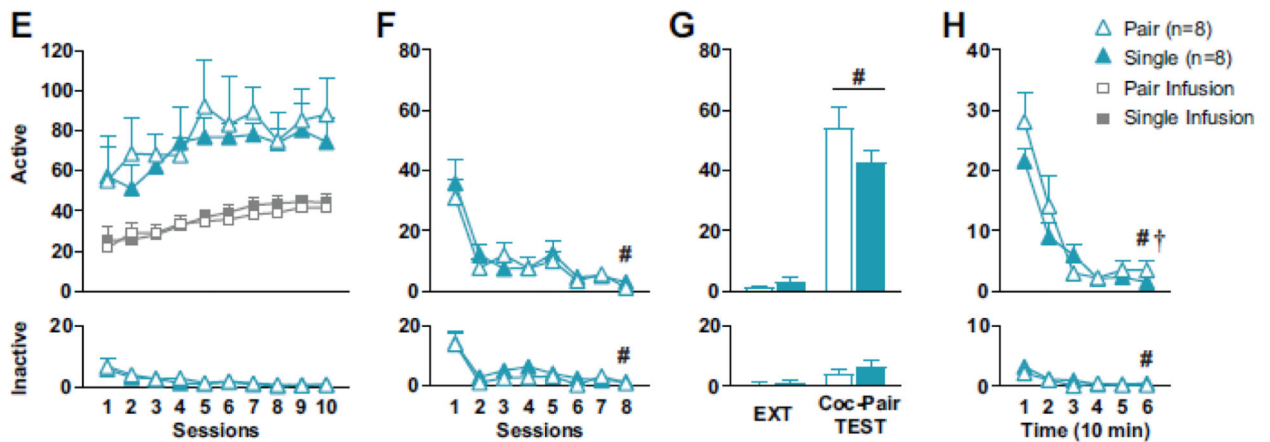 E
F
G
H
Pair (n=8)
Single (n=8)
Pair Infusion
Single Infusion
Active
120
100
80
60
40
20
0
80
60
40
20
0
#
80
60
40
20
0
#
40
30
20
10
0
# †
Inactive
20
0
1 2 3 4 5 6 7 8 9 10
Sessions
20
0
#
1 2 3 4 5 6 7 8
Sessions
20
0
EXT
Coc-Pair
TEST
10
0
#
1 2 3 4 5 6
Time (10 min)